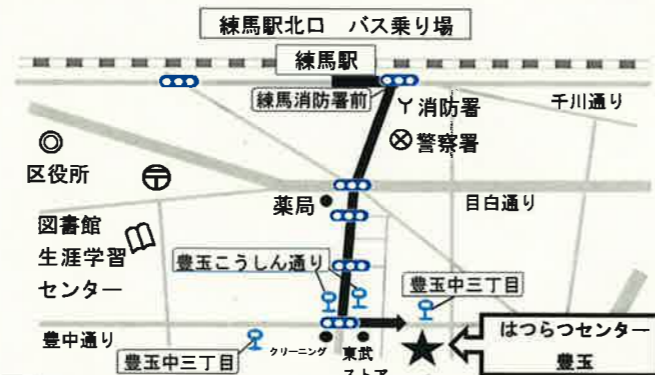 練馬駅北口 バス乗り場
練馬駅
練馬消防署前
消防署
千川通り
警察署
区役所
薬局
目白通り
図書館
生涯学習
センター
豊玉こうしん通り
豊玉中三丁目
豊中通り
豊玉中三丁目
クリーニング
東武
ストア
はつらつセンター
豊玉